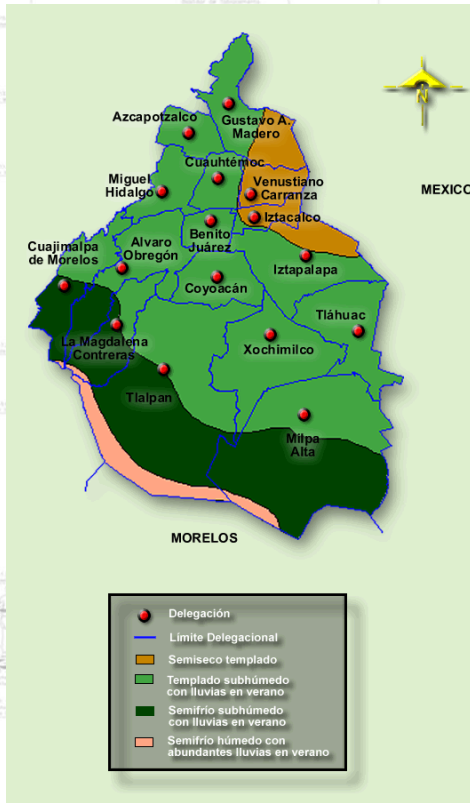 Azcapotzalco
Gustavo A.
Madero
N
Cuauhtémoc
Miguel
Hidalgo
Venustiano
Carranza
MEXICO
Iztacalco
Benito
Juárez
Cuajimalpa
de Morelos
Alvaro
Obregón
Iztapalapa
Coyoacán
Tláhuac
La Magdalena
Contreras
Xochimilco
Tlalpan
Milpa
Alta
MORELOS
Delegación
Límite Delegacional
Semiseco templado
Templado subhúmedo
con lluvias en verano
Semifrío subhúmedo
con lluvias en verano
Semifrío húmedo con
abundantes lluvias en verano